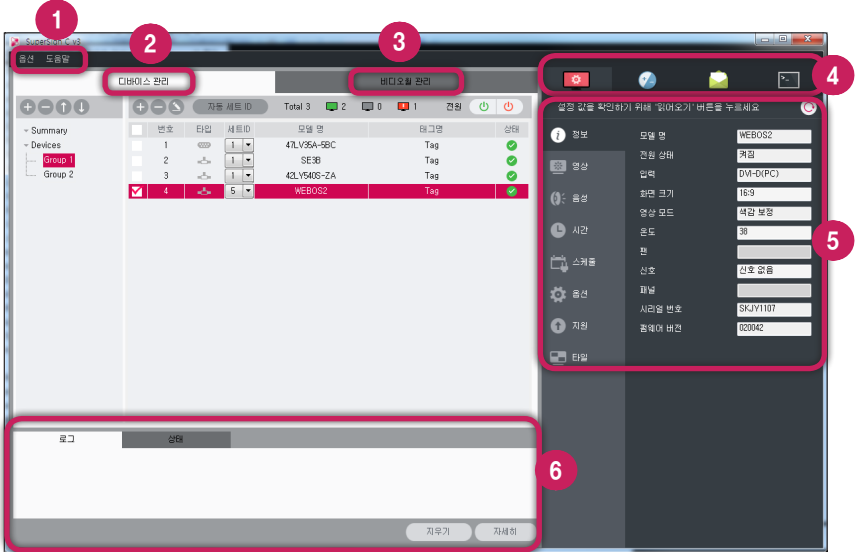 1
2
3
4
5
6
SuperSign C v3
옵션 도움말
디바이스 관리 비디오월 관리
자동 세트 ID Total 3 2 0 1 전원
Summary
Devices
Group 1
Group 2
번호 타입 세트ID 모델 명 태그명 상태
1 1 47LV35A-5BC Tag
2 1 SE3B Tag
3 1 42LY540S-ZA Tag
4 5 WEBOS2 Tag
설정 값을 확인하기 위해 '읽어오기' 버튼을 누르세요
정보
영상
음성
시간
스케줄
옵션
지원
타일
모델 명 WEBOS2
전원 상태 켜짐
입력 DVI-D(PC)
화면 크기 16:9
영상 모드 색감 보정
온도 38
팬
신호 신호 없음
패널
시리얼 번호 SKJY1107
펌웨어 버전 020042
로그 상태
지우기 자세히